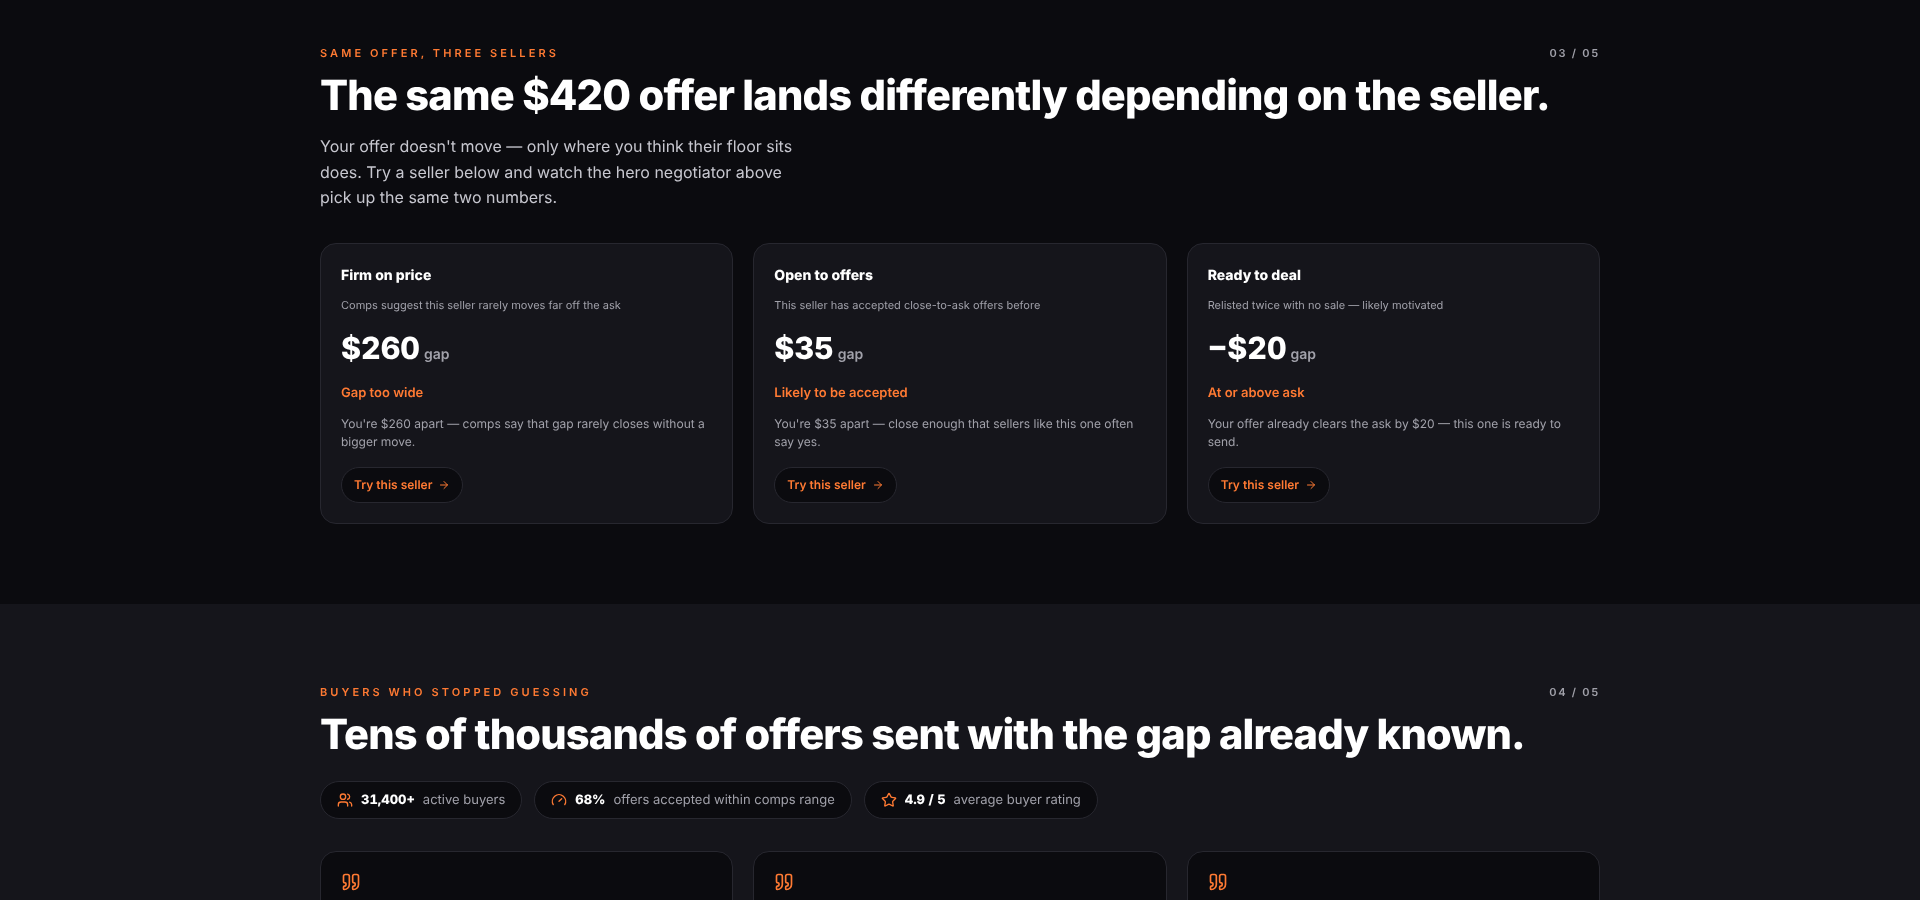 SAME OFFER, THREE SELLERS
03 / 05
The same $420 offer lands differently depending on the seller.
Your offer doesn't move — only where you think their floor sits
does. Try a seller below and watch the hero negotiator above
pick up the same two numbers.
Firm on price
Comps suggest this seller rarely moves far off the ask
$260 gap
Gap too wide
You're $260 apart — comps say that gap rarely closes without a
bigger move.
Try this seller →
Open to offers
This seller has accepted close-to-ask offers before
$35 gap
Likely to be accepted
You're $35 apart — close enough that sellers like this one often
say yes.
Try this seller →
Ready to deal
Relisted twice with no sale — likely motivated
−$20 gap
At or above ask
Your offer already clears the ask by $20 — this one is ready to
send.
Try this seller →
BUYERS WHO STOPPED GUESSING
04 / 05
Tens of thousands of offers sent with the gap already known.
31,400+ active buyers
68% offers accepted within comps range
4.9 / 5 average buyer rating